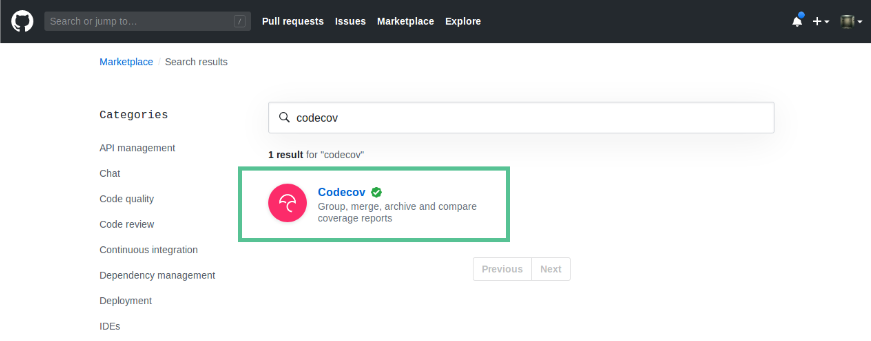 Search or jump to…
/
Pull requests
Issues
Marketplace
Explore
Marketplace / Search results
Categories
API management
Chat
Code quality
Code review
Continuous integration
Dependency management
Deployment
IDEs
codecov
1 result for "codecov"
Codecov
Group, merge, archive and compare
coverage reports
Previous
Next